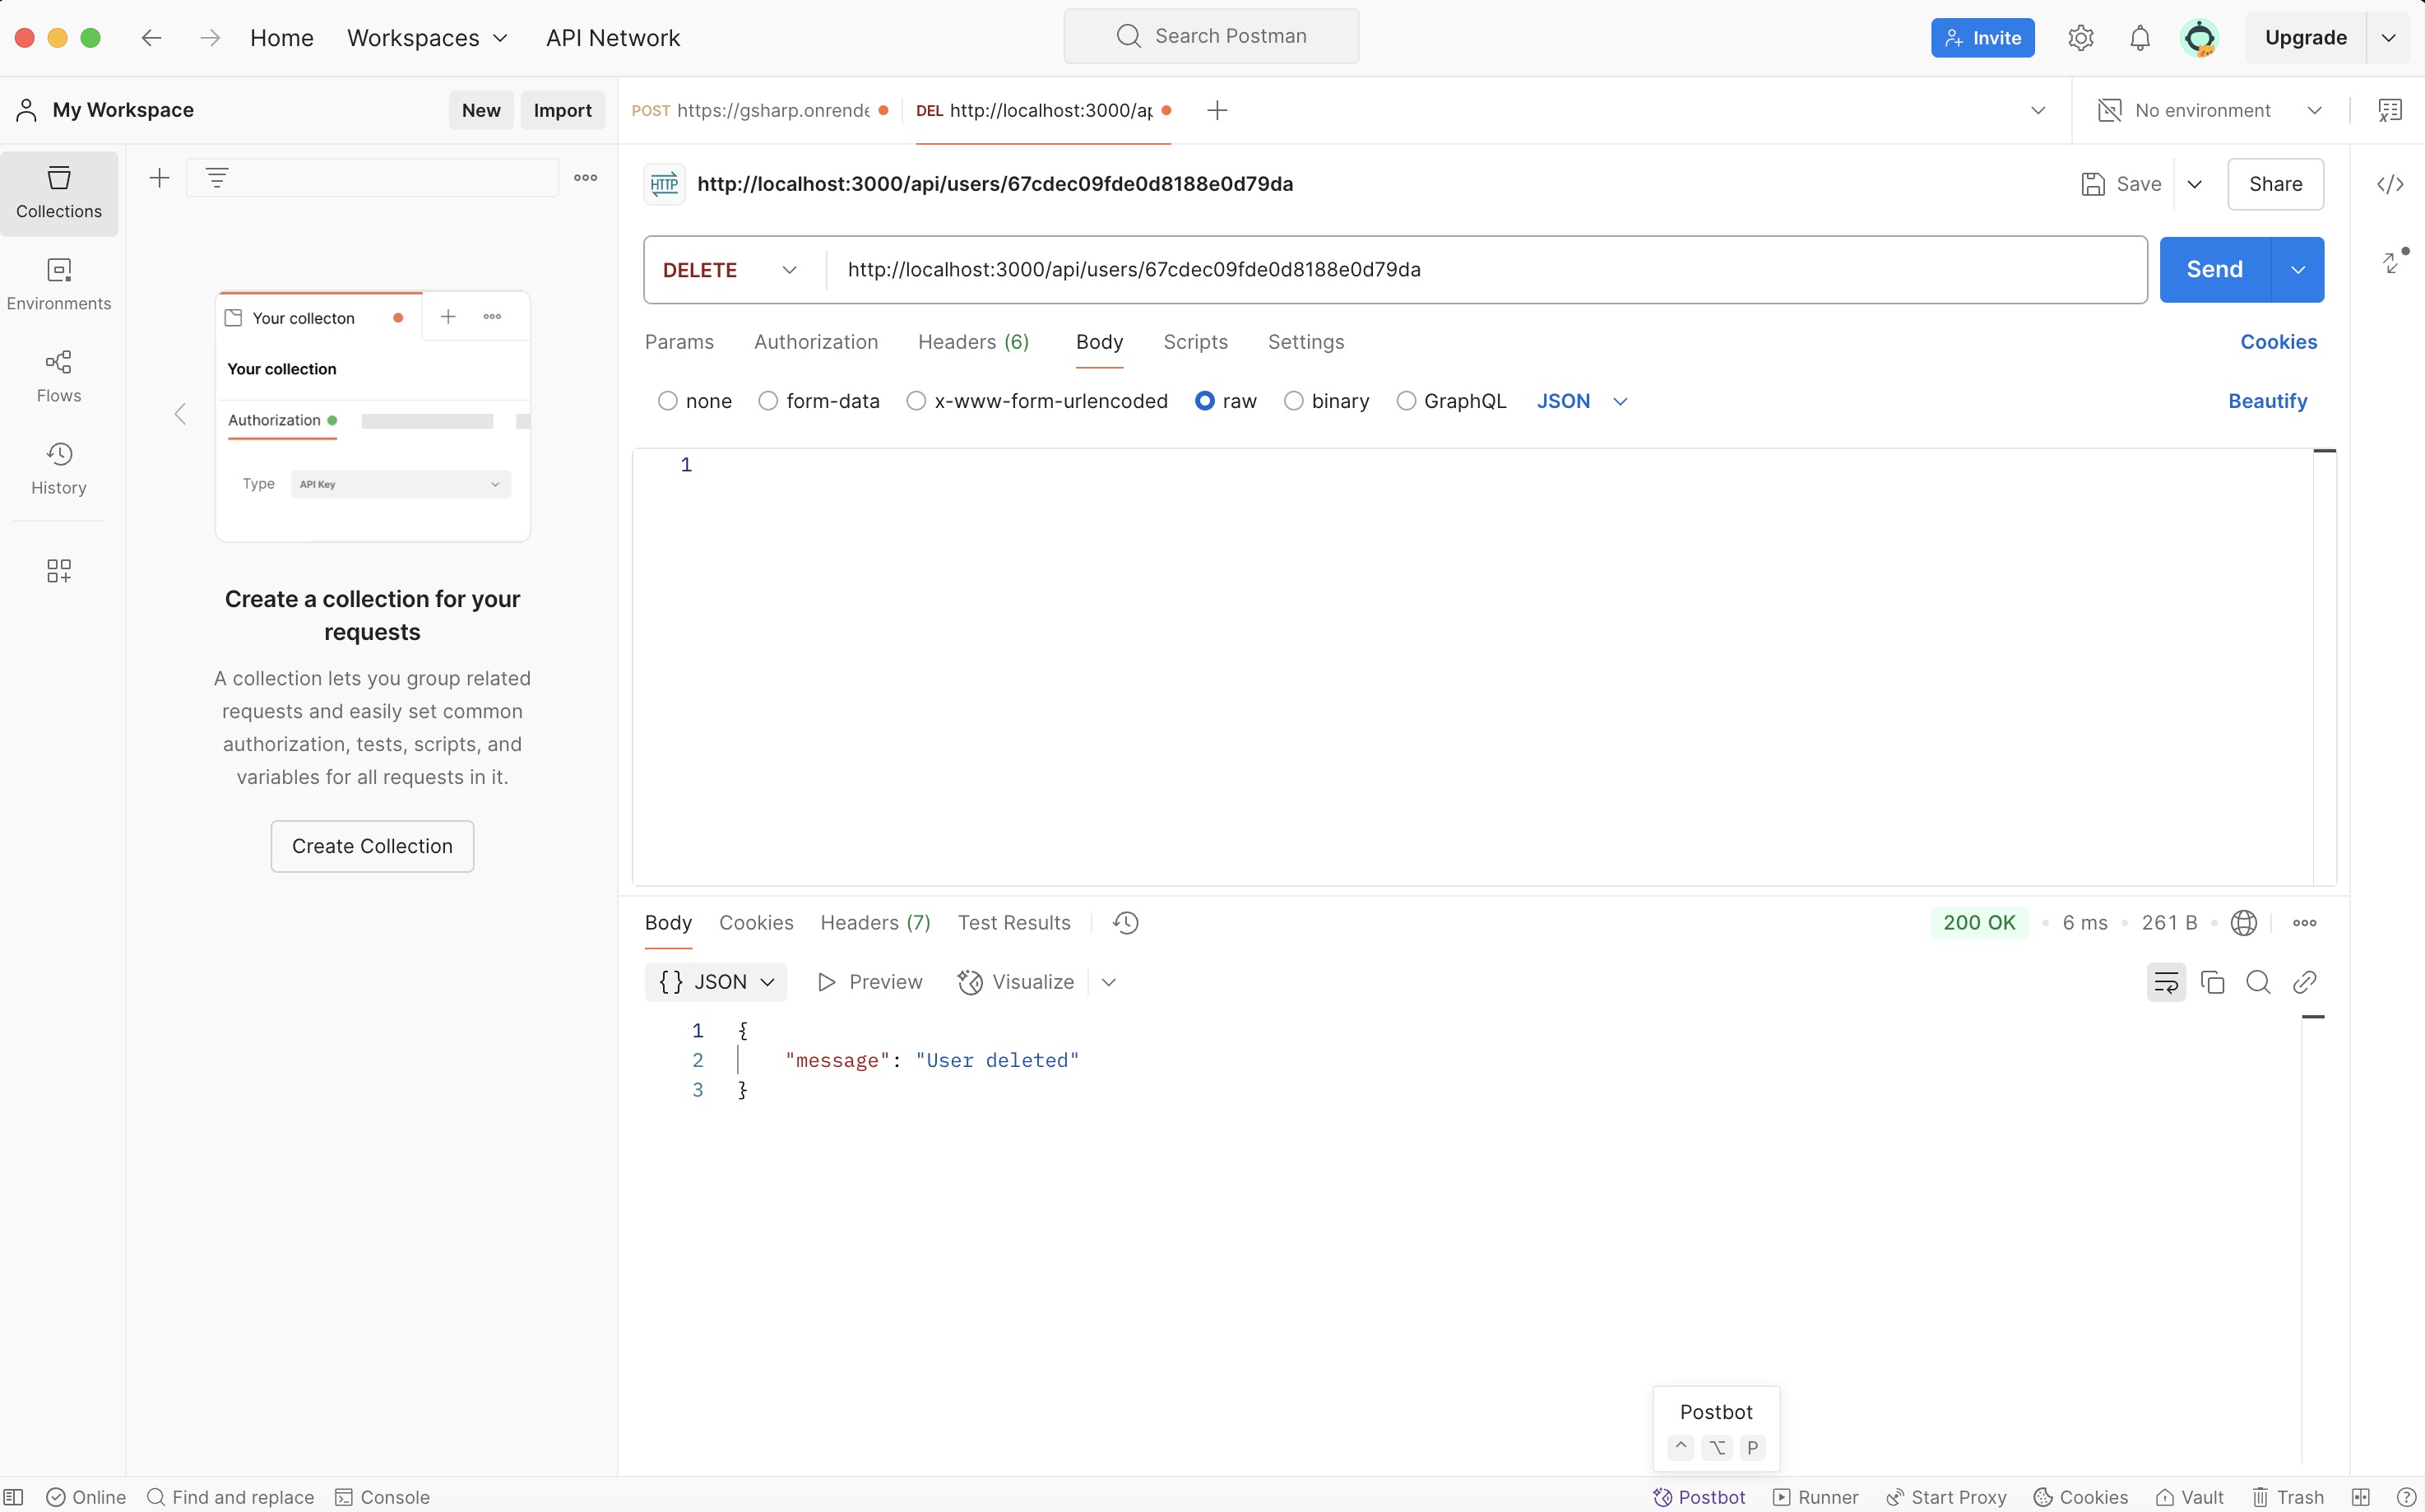 Home Workspaces API Network Search Postman Invite Upgrade
My Workspace New Import POST https://gsharp.onrende DEL http://localhost:3000/ap No environment
Collections
Environments
Flows
History
Your collecton
Your collection
Authorization
Type API Key
Create a collection for your
requests
A collection lets you group related
requests and easily set common
authorization, tests, scripts, and
variables for all requests in it.
Create Collection
HTTP http://localhost:3000/api/users/67cdec09fde0d8188e0d79da Save Share
DELETE http://localhost:3000/api/users/67cdec09fde0d8188e0d79da Send
Params Authorization Headers (6) Body Scripts Settings Cookies
none form-data x-www-form-urlencoded raw binary GraphQL JSON Beautify
1
Body Cookies Headers (7) Test Results 200 OK • 6 ms • 261 B •
{} JSON Preview Visualize
1 {
2 "message": "User deleted"
3 }
Postbot
^ ⌥ P
Online Find and replace Console Postbot Runner Start Proxy Cookies Vault Trash